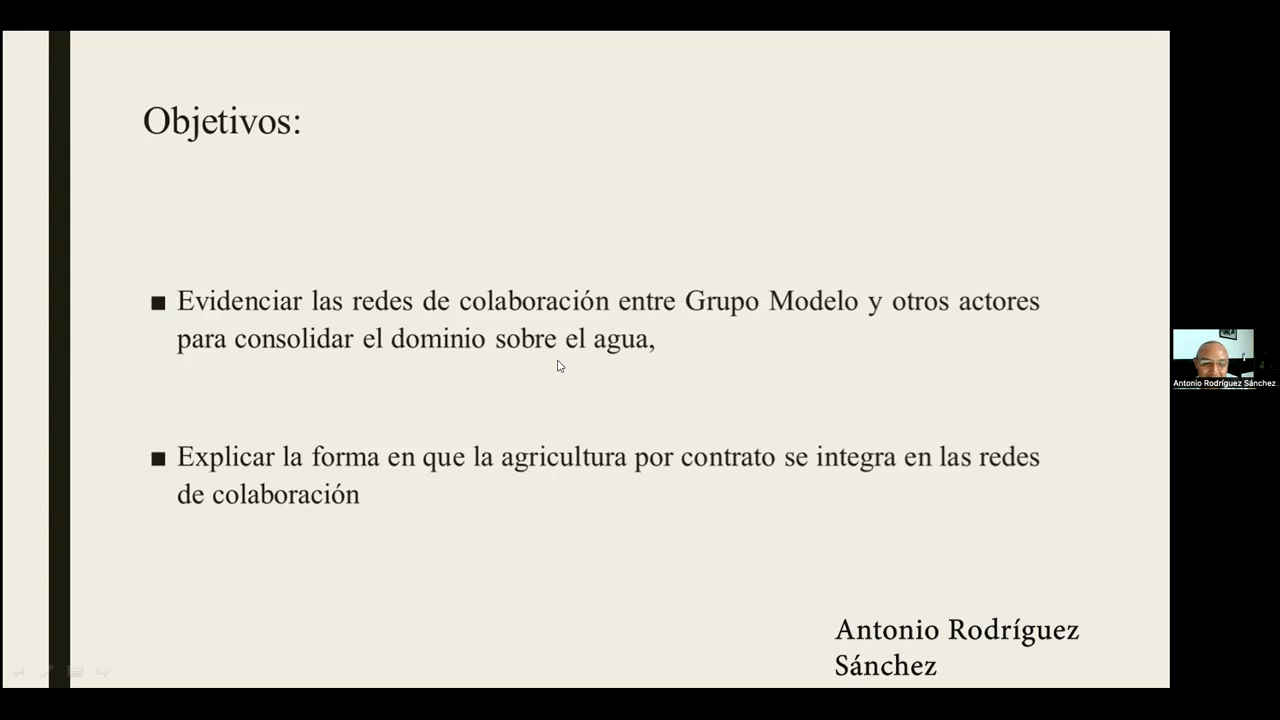 Objetivos:
■ Evidenciar las redes de colaboración entre Grupo Modelo y otros actores
para consolidar el dominio sobre el agua,
■ Explicar la forma en que la agricultura por contrato se integra en las redes
de colaboración
Antonio Rodríguez Sánchez
Antonio Rodríguez
Sánchez